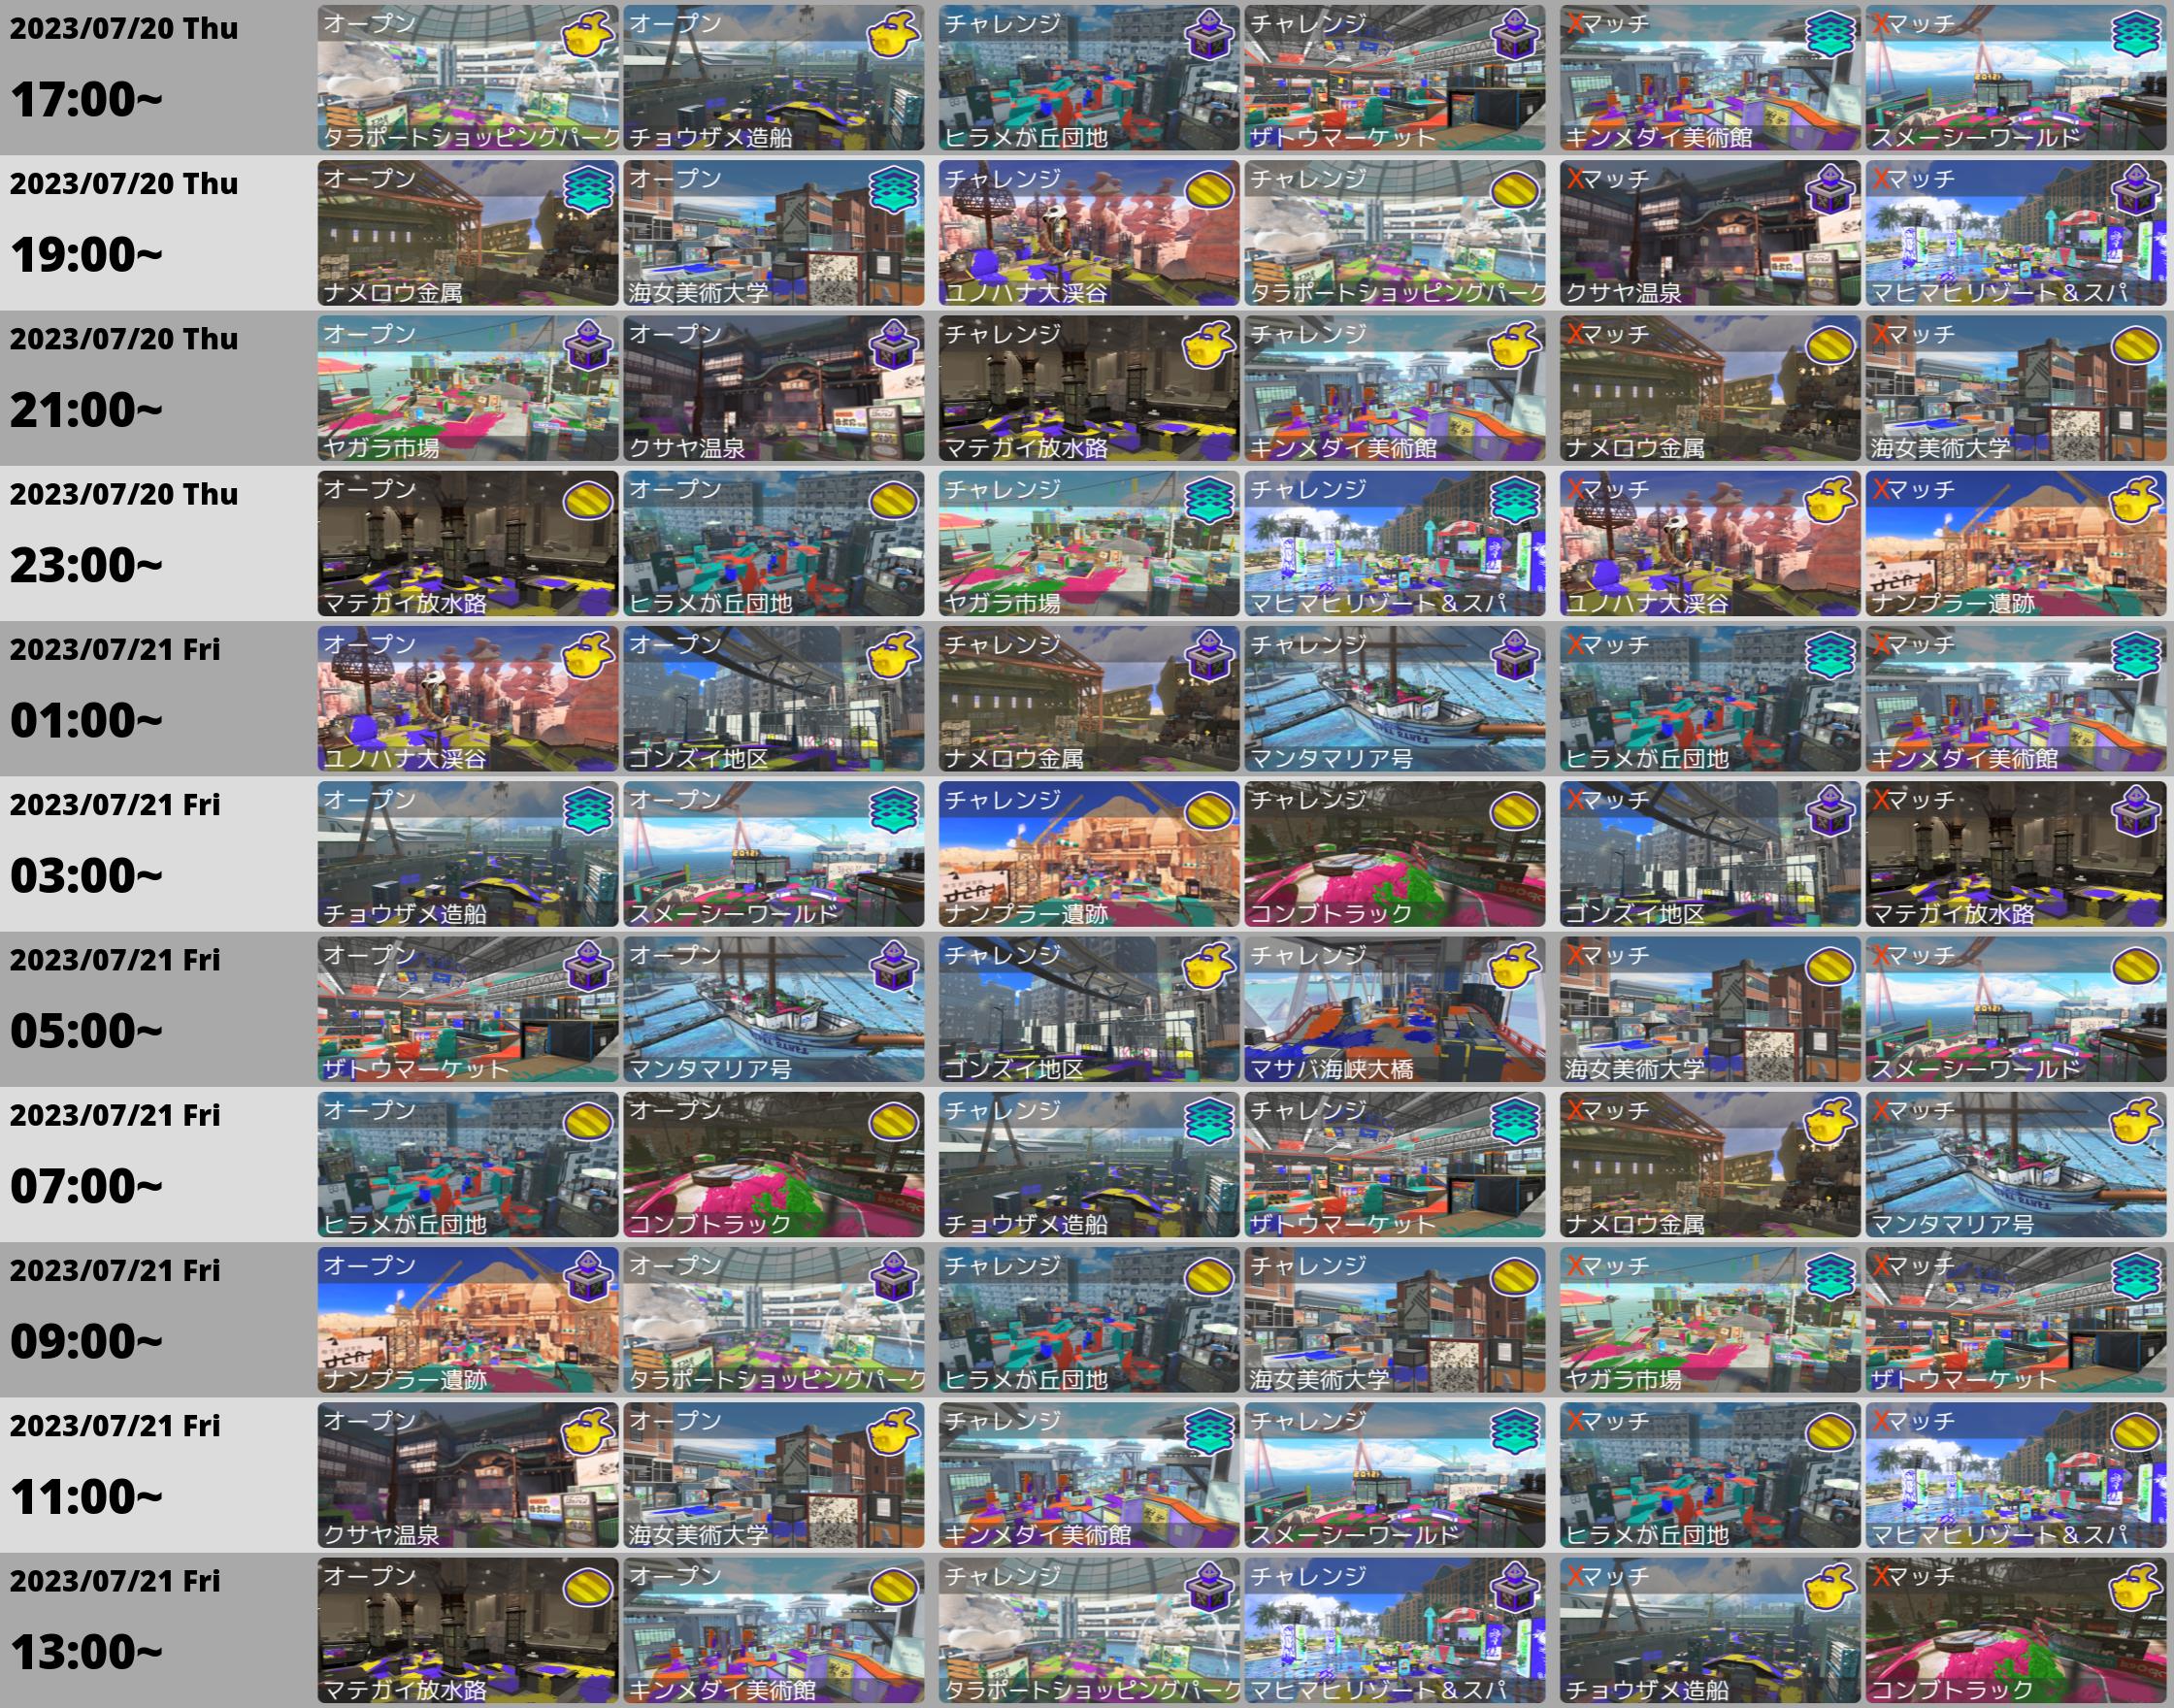 2023/07/20 Thu
17:00~
オープン
タラポートショッピングパーク
オープン
チョウザメ造船
チャレンジ
ヒラメが丘団地
チャレンジ
ザトウマーケット
Xマッチ
キンメダイ美術館
Xマッチ
スメーシーワールド
2023/07/20 Thu
19:00~
オープン
ナメロウ金属
オープン
海女美術大学
チャレンジ
ユノハナ大渓谷
チャレンジ
タラポートショッピングパーク
Xマッチ
クサヤ温泉
Xマッチ
マヒマヒリゾート＆スパ
2023/07/20 Thu
21:00~
オープン
ヤガラ市場
オープン
クサヤ温泉
チャレンジ
マテガイ放水路
チャレンジ
キンメダイ美術館
Xマッチ
ナメロウ金属
Xマッチ
海女美術大学
2023/07/20 Thu
23:00~
オープン
マテガイ放水路
オープン
ヒラメが丘団地
チャレンジ
ヤガラ市場
チャレンジ
マヒマヒリゾート＆スパ
Xマッチ
ユノハナ大渓谷
Xマッチ
ナンプラー遺跡
2023/07/21 Fri
01:00~
オープン
ユノハナ大渓谷
オープン
ゴンズイ地区
チャレンジ
ナメロウ金属
チャレンジ
マンタマリア号
Xマッチ
ヒラメが丘団地
Xマッチ
キンメダイ美術館
2023/07/21 Fri
03:00~
オープン
チョウザメ造船
オープン
スメーシーワールド
チャレンジ
ナンプラー遺跡
チャレンジ
コンブトラック
Xマッチ
ゴンズイ地区
Xマッチ
マテガイ放水路
2023/07/21 Fri
05:00~
オープン
ザトウマーケット
オープン
マンタマリア号
チャレンジ
ゴンズイ地区
チャレンジ
マサバ海峡大橋
Xマッチ
海女美術大学
Xマッチ
スメーシーワールド
2023/07/21 Fri
07:00~
オープン
ヒラメが丘団地
オープン
コンブトラック
チャレンジ
チョウザメ造船
チャレンジ
ザトウマーケット
Xマッチ
ナメロウ金属
Xマッチ
マンタマリア号
2023/07/21 Fri
09:00~
オープン
ナンプラー遺跡
オープン
タラポートショッピングパーク
チャレンジ
ヒラメが丘団地
チャレンジ
海女美術大学
Xマッチ
ヤガラ市場
Xマッチ
ザトウマーケット
2023/07/21 Fri
11:00~
オープン
クサヤ温泉
オープン
海女美術大学
チャレンジ
キンメダイ美術館
チャレンジ
スメーシーワールド
Xマッチ
ヒラメが丘団地
Xマッチ
マヒマヒリゾート＆スパ
2023/07/21 Fri
13:00~
オープン
マテガイ放水路
オープン
キンメダイ美術館
チャレンジ
タラポートショッピングパーク
チャレンジ
マヒマヒリゾート＆スパ
Xマッチ
チョウザメ造船
Xマッチ
コンブトラック